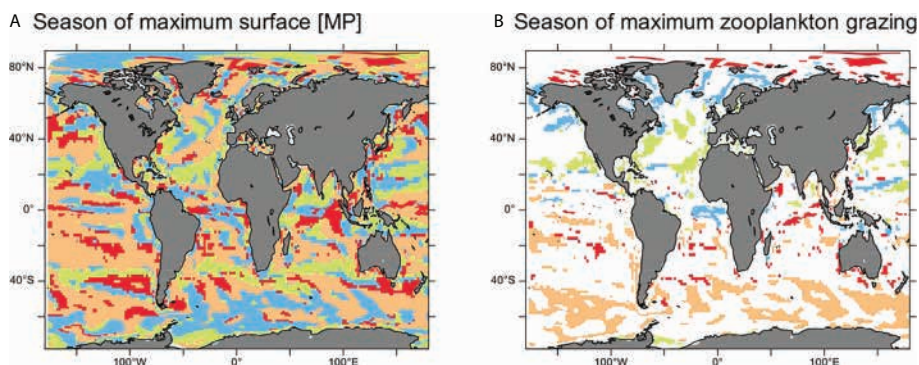 A Season of maximum surface [MP]
B Season of maximum zooplankton grazing
80°N
40°N
0°
40°S
100°W 0° 100°E
80°N
40°N
0°
40°S
100°W 0° 100°E